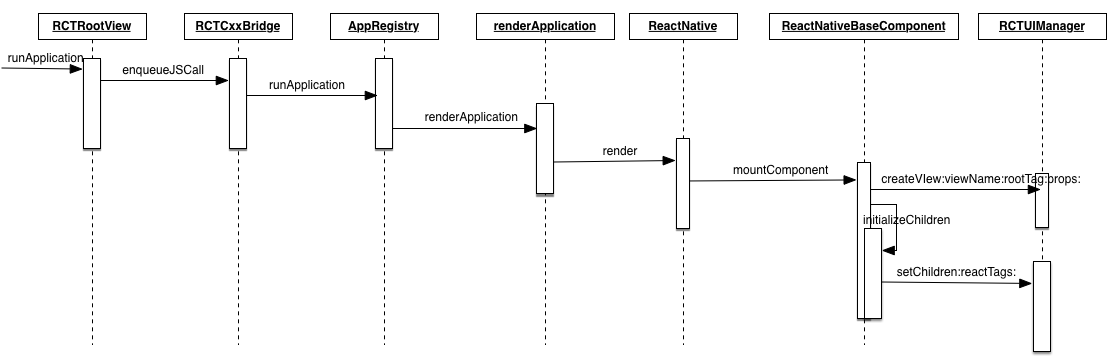 RCTRootView
RCTCxxBridge
AppRegistry
renderApplication
ReactNative
ReactNativeBaseComponent
RCTUIManager
runApplication
enqueueJSCall
runApplication
renderApplication
render
mountComponent
createVIew:viewName:rootTag:props:
initializeChildren
setChildren:reactTags: